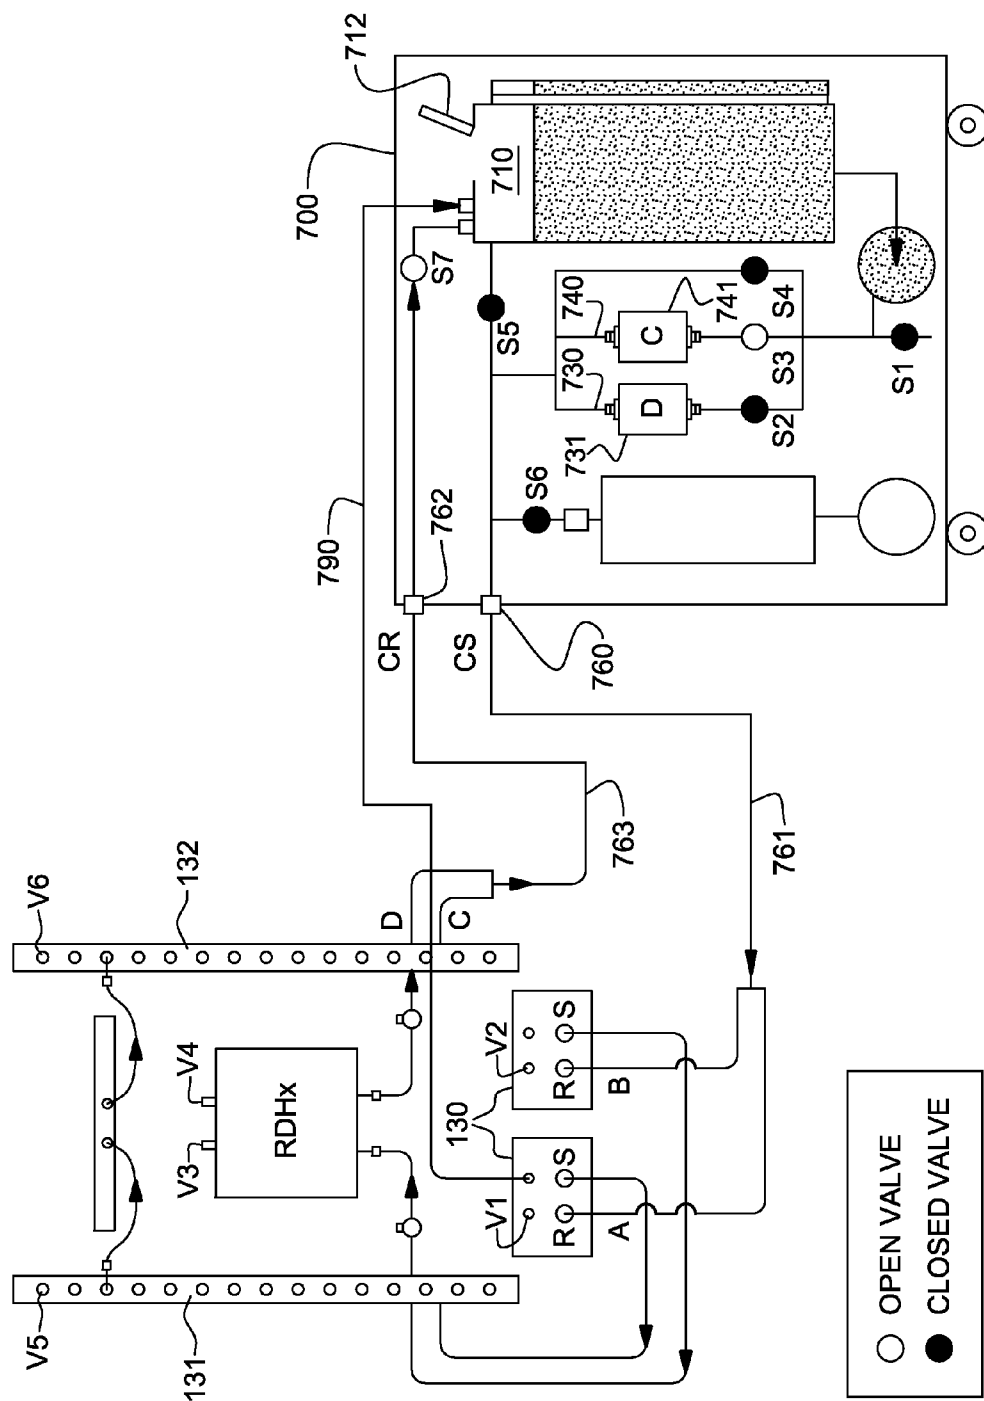 V5
131
V6
132
V3
V4
RDHx
D
C
V1
130
V2
R
S
R
S
A
B
763
761
790
CR
CS
762
760
700
712
710
S7
S5
S6
730
740
D
C
731
741
S2
S3
S4
S1
OPEN VALVE
CLOSED VALVE